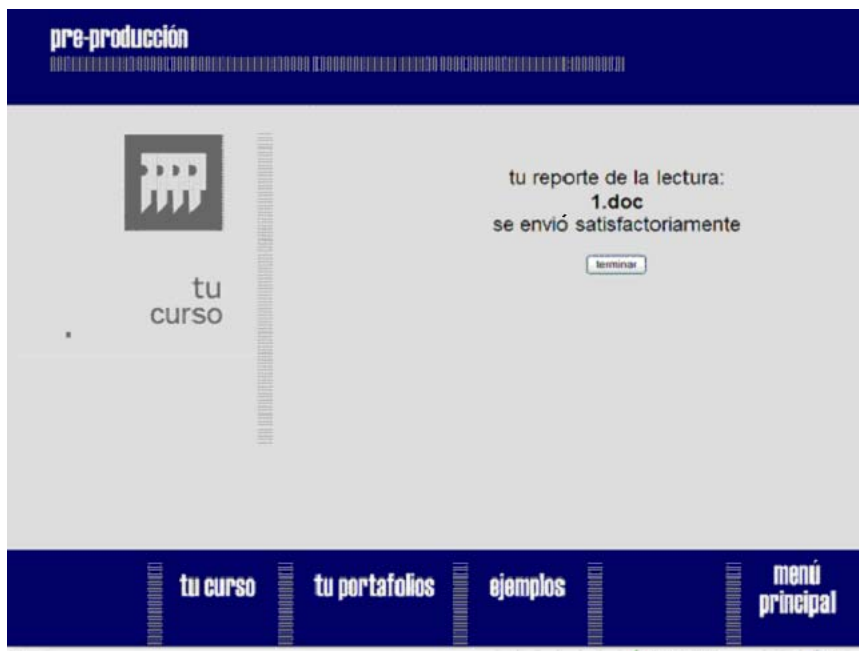 pre-producción
tu
curso
tu reporte de la lectura:
1.doc
se envió satisfactoriamente
terminar
tu curso
tu portafolios
ejemplos
menú
principal